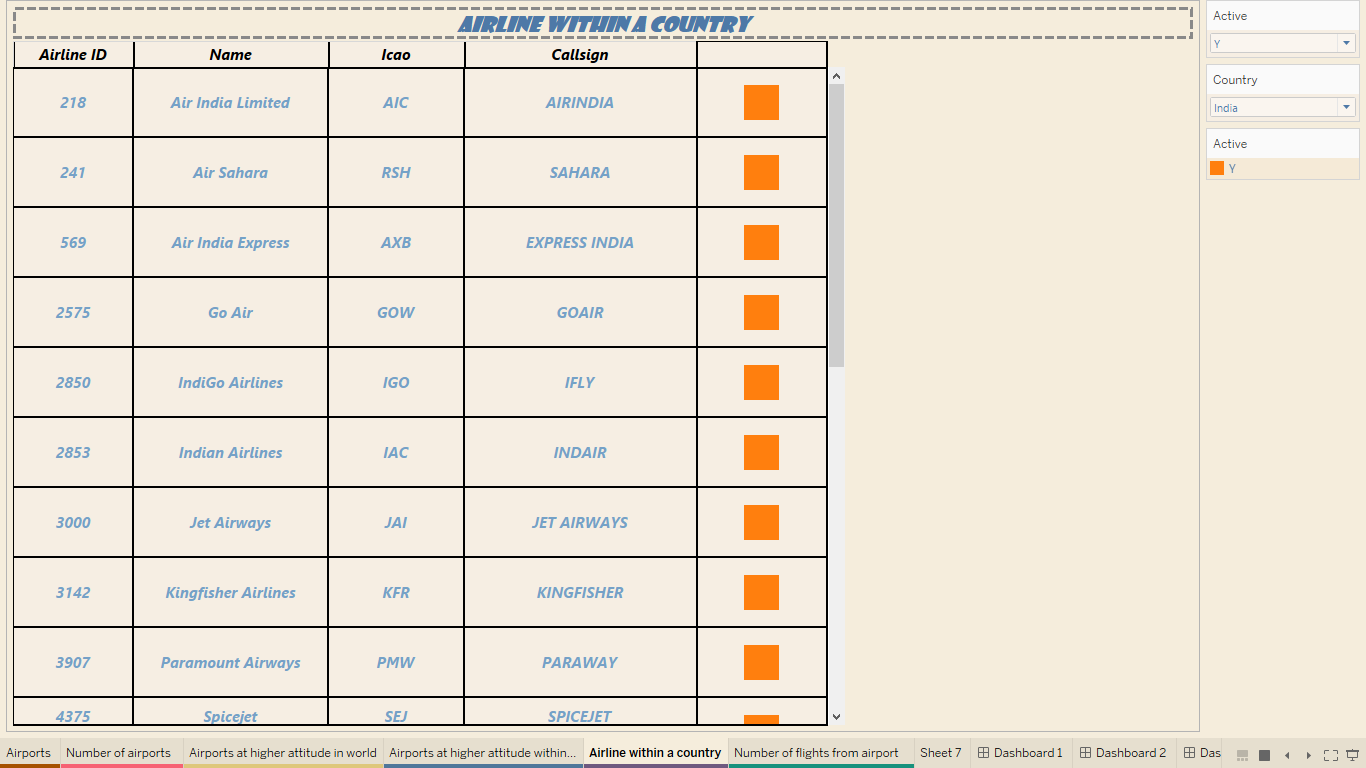 AIRLINE WITHIN A COUNTRY
Airline ID Name Icao Callsign
218 Air India Limited AIC AIRINDIA
241 Air Sahara RSH SAHARA
569 Air India Express AXB EXPRESS INDIA
2575 Go Air GOW GOAIR
2850 IndiGo Airlines IGO IFLY
2853 Indian Airlines IAC INDAIR
3000 Jet Airways JAI JET AIRWAYS
3142 Kingfisher Airlines KFR KINGFISHER
3907 Paramount Airways PMW PARAWAY
4375 Spicejet SEJ SPICEJET
Active
Y
Country
India
Active
Y
Airports Number of airports Airports at higher attitude in world Airports at higher attitude within... Airline within a country Number of flights from airport Sheet 7 Dashboard 1 Dashboard 2 Das